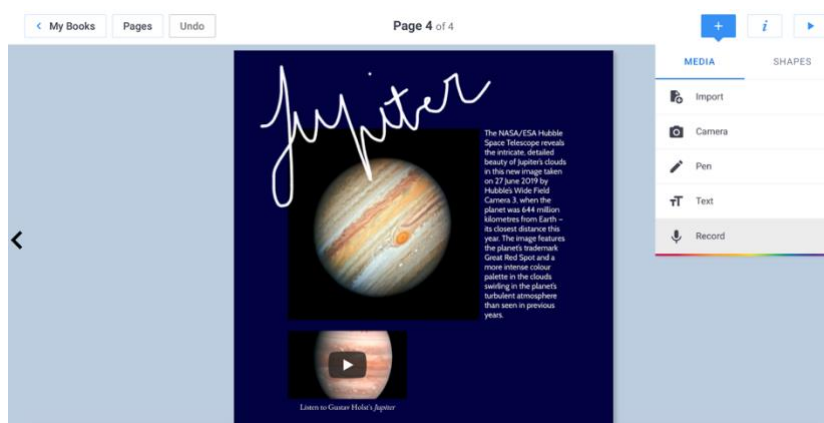 My Books
Pages
Undo
Page 4 of 4
MEDIA
SHAPES
Import
Camera
Pen
Text
Record
Jupiter
The NASA/ESA Hubble
Space Telescope reveals
the intricate, detailed
beauty of Jupiter's clouds
in this new image taken
on 27 June 2019 by
Hubble's Wide Field
Camera 3, when the
planet was 644 million
kilometres from Earth –
its closest distance this
year. The image features
the planet's trademark
Great Red Spot and a
more intense colour
palette in the clouds
swirling in the planet's
turbulent atmosphere
than seen in previous
years.
Listen to Gustav Holst's Jupiter